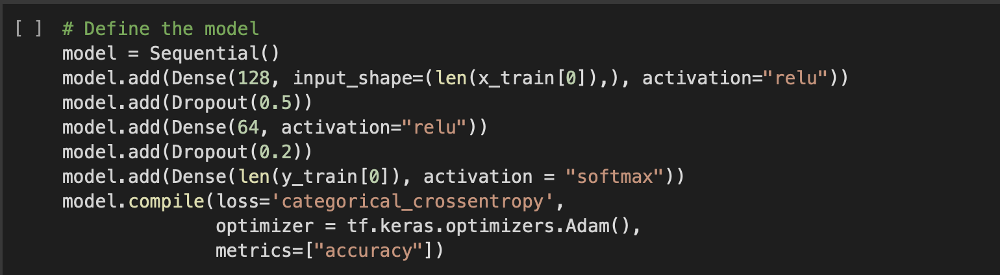 [ ] # Define the model
model = Sequential()
model.add(Dense(128, input_shape=(len(x_train[0]),), activation="relu"))
model.add(Dropout(0.5))
model.add(Dense(64, activation="relu"))
model.add(Dropout(0.2))
model.add(Dense(len(y_train[0]), activation = "softmax"))
model.compile(loss='categorical_crossentropy',
              optimizer = tf.keras.optimizers.Adam(),
              metrics=["accuracy"])